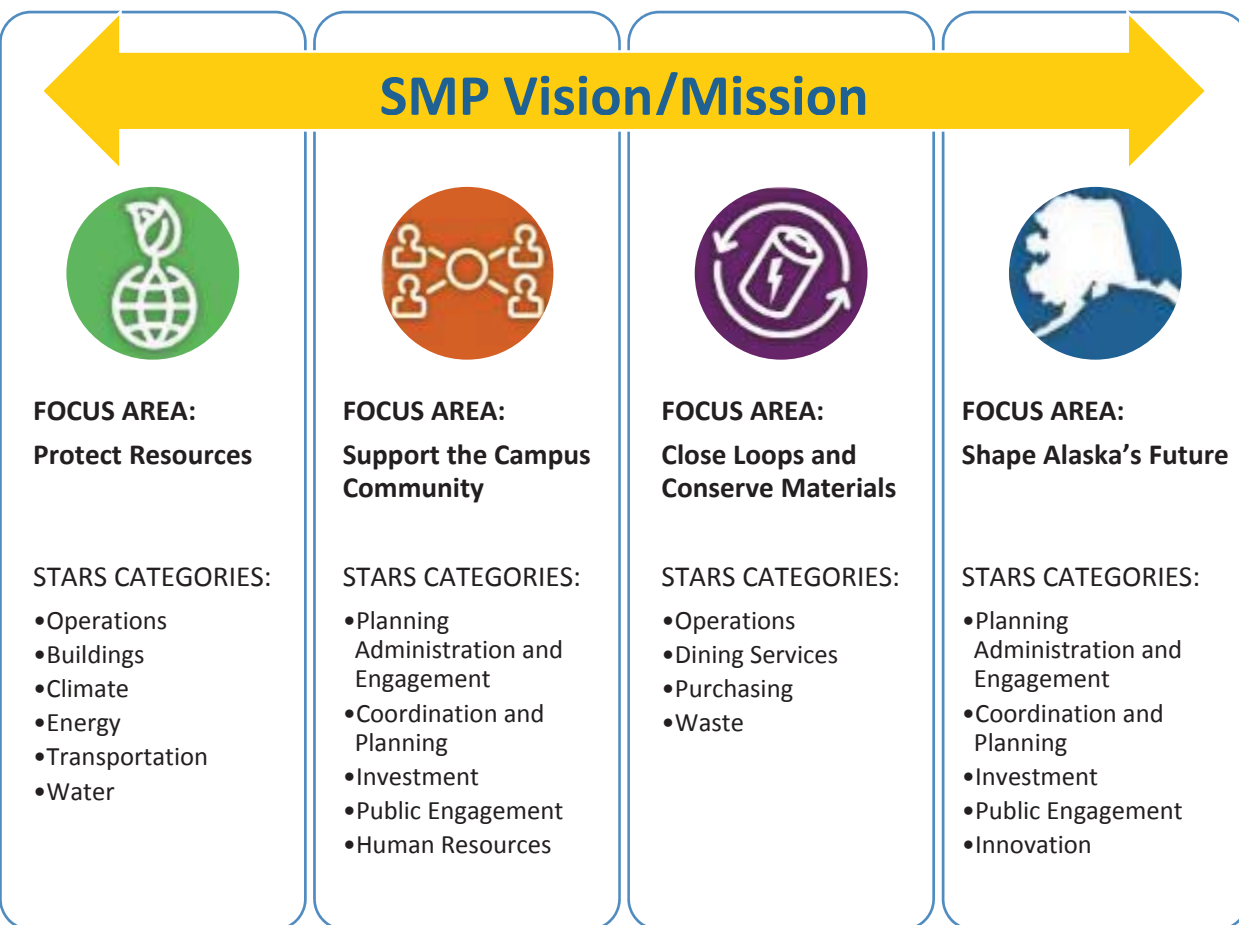 SMP Vision/Mission
FOCUS AREA:
Protect Resources
STARS CATEGORIES:
•Operations
•Buildings
•Climate
•Energy
•Transportation
•Water
FOCUS AREA:
Support the Campus
Community
STARS CATEGORIES:
•Planning
Administration and
Engagement
•Coordination and
Planning
•Investment
•Public Engagement
•Human Resources
FOCUS AREA:
Close Loops and
Conserve Materials
STARS CATEGORIES:
•Operations
•Dining Services
•Purchasing
•Waste
FOCUS AREA:
Shape Alaska’s Future
STARS CATEGORIES:
•Planning
Administration and
Engagement
•Coordination and
Planning
•Investment
•Public Engagement
•Innovation